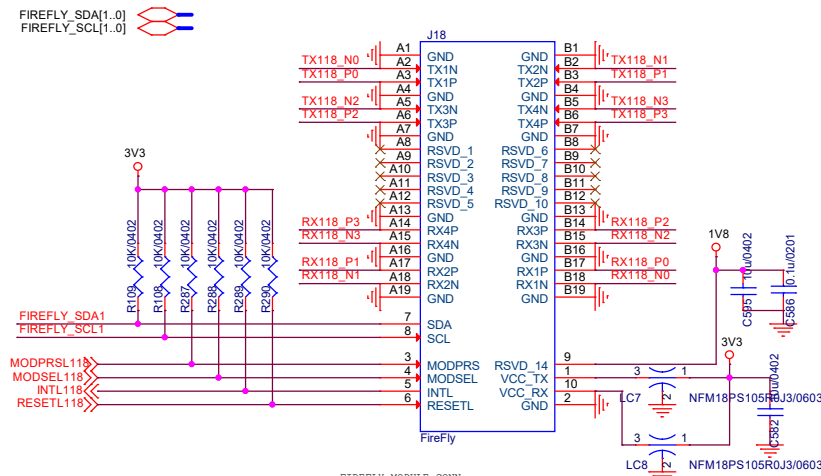 FIREFLY_SDA[1..0]
FIREFLY_SCL[1..0]
J18
A1 GND GND B1
TX118_N0 A2 TX1N TX2N B2 TX118_N1
TX118_P0 A3 TX1P TX2P B3 TX118_P1
A4 GND GND B4
TX118_N2 A5 TX3N TX4N B5 TX118_N3
TX118_P2 A6 TX3P TX4P B6 TX118_P3
A7 GND GND B7
A8 RSVD_1 RSVD_6 B8
A9 RSVD_2 RSVD_7 B9
A10 RSVD_3 RSVD_8 B10
A11 RSVD_4 RSVD_9 B11
A12 RSVD_5 RSVD_10 B12
A13 GND GND B13
RX118_P3 A14 RX4P RX3P B14 RX118_P2
RX118_N3 A15 RX4N RX3N B15 RX118_N2
A16 GND GND B16
RX118_P1 A17 RX2P RX1P B17 RX118_P0
RX118_N1 A18 RX2N RX1N B18 RX118_N0
A19 GND GND B19
3V3
R109 10K/0402
R108 10K/0402
R287 10K/0402
R288 10K/0402
R289 10K/0402
R290 10K/0402
1V8
C595 10u/0402
C586 0.1u/0201
FIREFLY_SDA1 7 SDA
FIREFLY_SCL1 8 SCL
MODPRSL118 3 MODPRS RSVD_14 9
MODSEL118 4 MODSEL VCC_TX 1
INTL118 5 INTL VCC_RX 10
RESETL118 6 RESETL GND 2
3V3
3 1
2
LC7 NFM18PS105R0J3/0603
C582 10u/0402
3 1
2
LC8 NFM18PS105R0J3/0603
FireFly
FIREFLY MODULE CONN